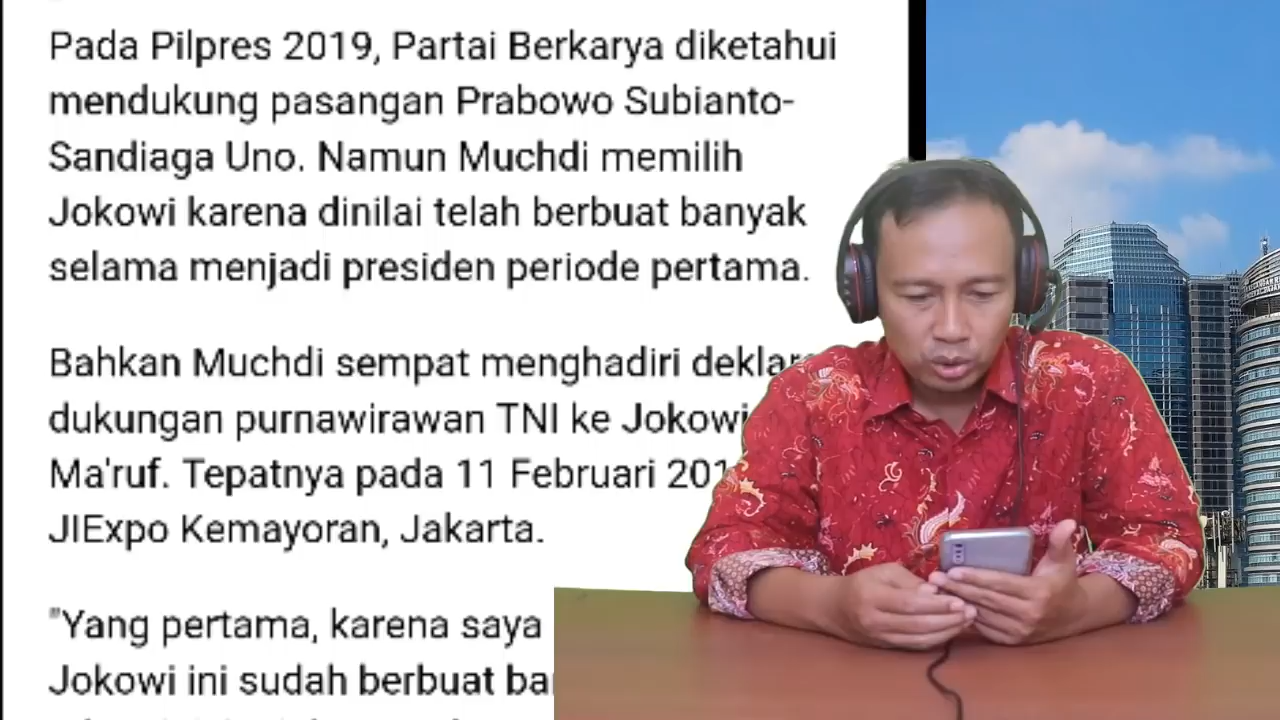 Pada Pilpres 2019, Partai Berkarya diketahui
mendukung pasangan Prabowo Subianto-
Sandiaga Uno. Namun Muchdi memilih
Jokowi karena dinilai telah berbuat banyak
selama menjadi presiden periode pertama.
Bahkan Muchdi sempat menghadiri
dukungan purnawirawan TNI ke Jokowi
Ma'ruf. Tepatnya pada 11 Februari
JIExpo Kemayoran, Jakarta.
"Yang pertama, karena saya
Jokowi ini sudah berbuat